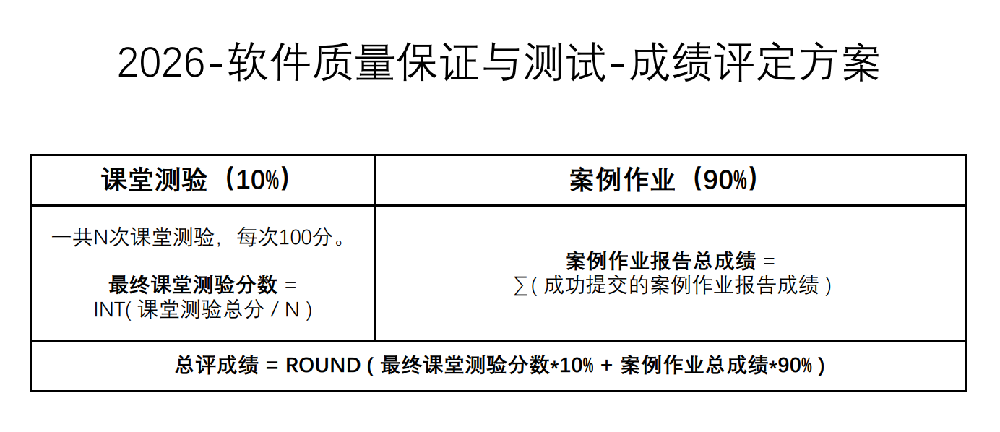 2026-软件质量保证与测试-成绩评定方案
课堂测验（10%）
案例作业（90%）
一共N次课堂测验，每次100分。
最终课堂测验分数 =
INT( 课堂测验总分 / N )
案例作业报告总成绩 =
∑( 成功提交的案例作业报告成绩 )
总评成绩 = ROUND ( 最终课堂测验分数*10% + 案例作业总成绩*90% )